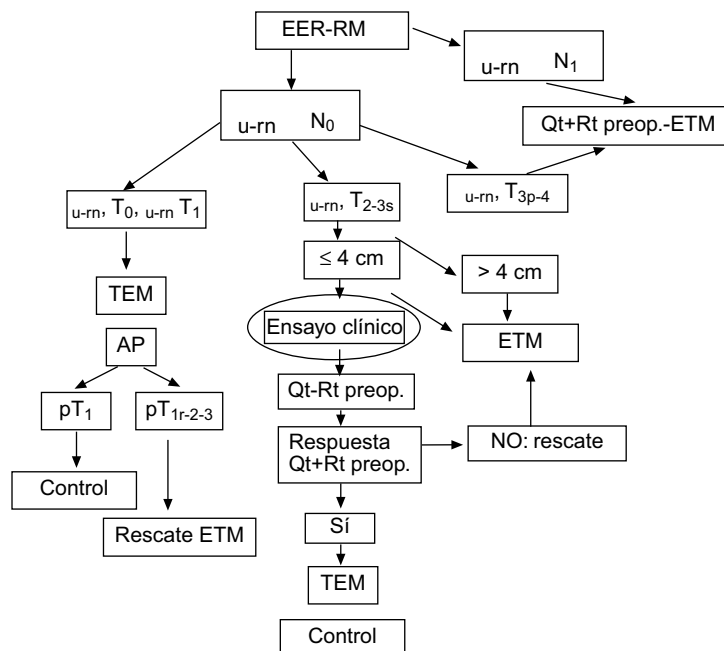 EER-RM
u-rn N₁
u-rn N₀
Qt+Rt preop.-ETM
u-rn, T₀, u-rn T₁
u-rn, T₂₋₃s
u-rn, T₃p-₄
≤ 4 cm
> 4 cm
TEM
Ensayo clínico
ETM
AP
Qt-Rt preop.
pT₁
pT₁r-₂-₃
Respuesta
Qt+Rt preop.
NO: rescate
Control
Rescate ETM
Sí
TEM
Control